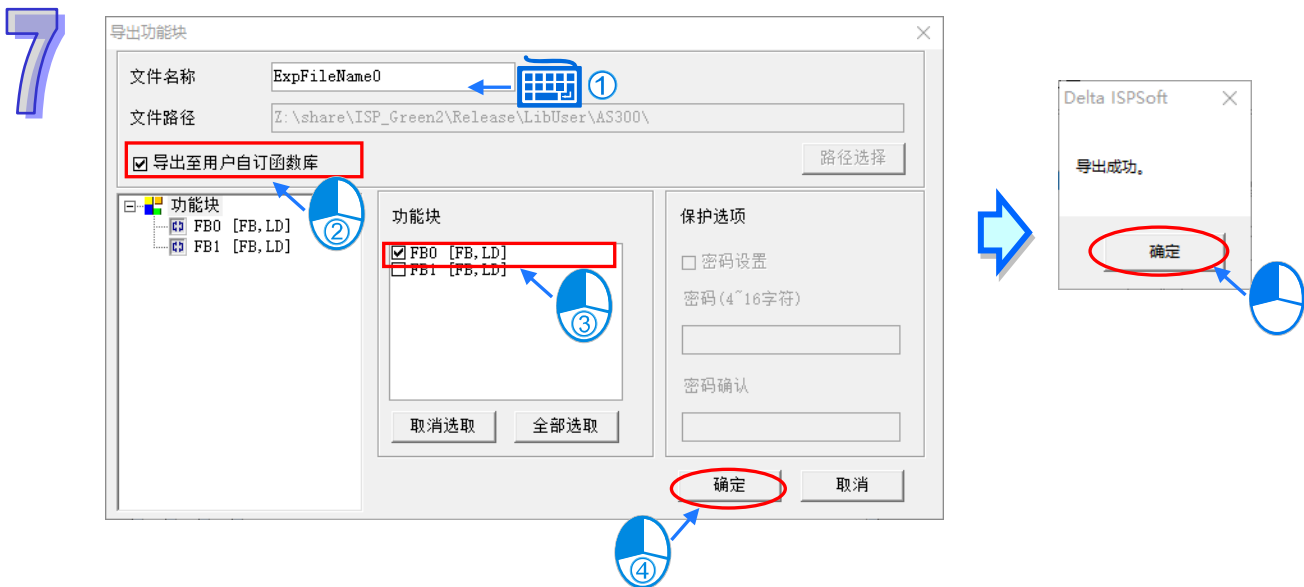 7
导出功能块
文件名称
ExpFileName0
①
文件路径
Z:\share\ISP_Green2\Release\LibUser\AS300\
导出至用户自订函数库
路径选择
②
功能块
FB0 [FB,LD]
FB1 [FB,LD]
功能块
FB0 [FB,LD]
FB1 [FB,LD]
③
取消选取
全部选取
保护选项
密码设置
密码(4~16字符)
密码确认
确定
取消
④
Delta ISPSoft
导出成功。
确定